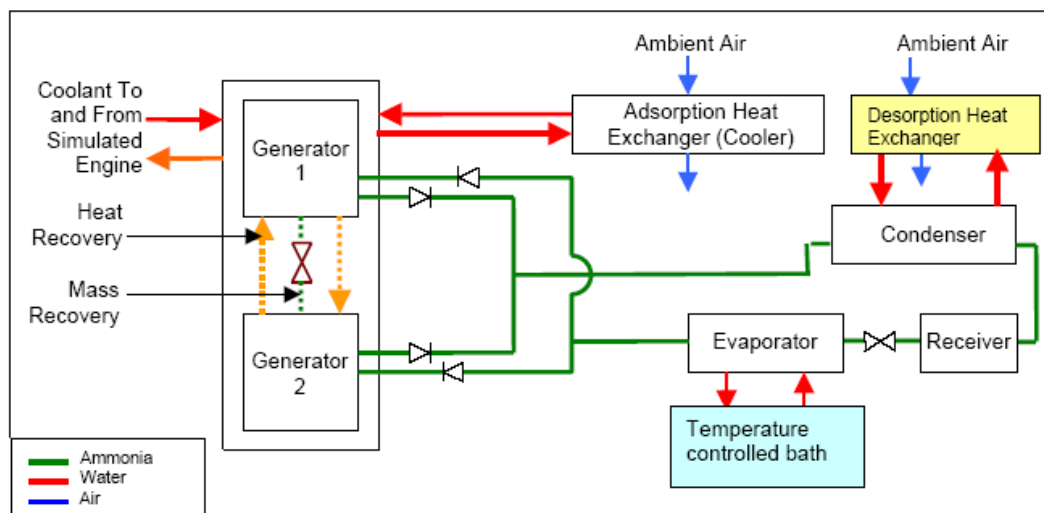 Ambient Air
Ambient Air
Coolant To
and From
Simulated
Engine
Generator
1
Adsorption Heat
Exchanger (Cooler)
Desorption Heat
Exchanger
Heat
Recovery
Condenser
Mass
Recovery
Generator
2
Evaporator
Receiver
Temperature
controlled bath
Ammonia
Water
Air